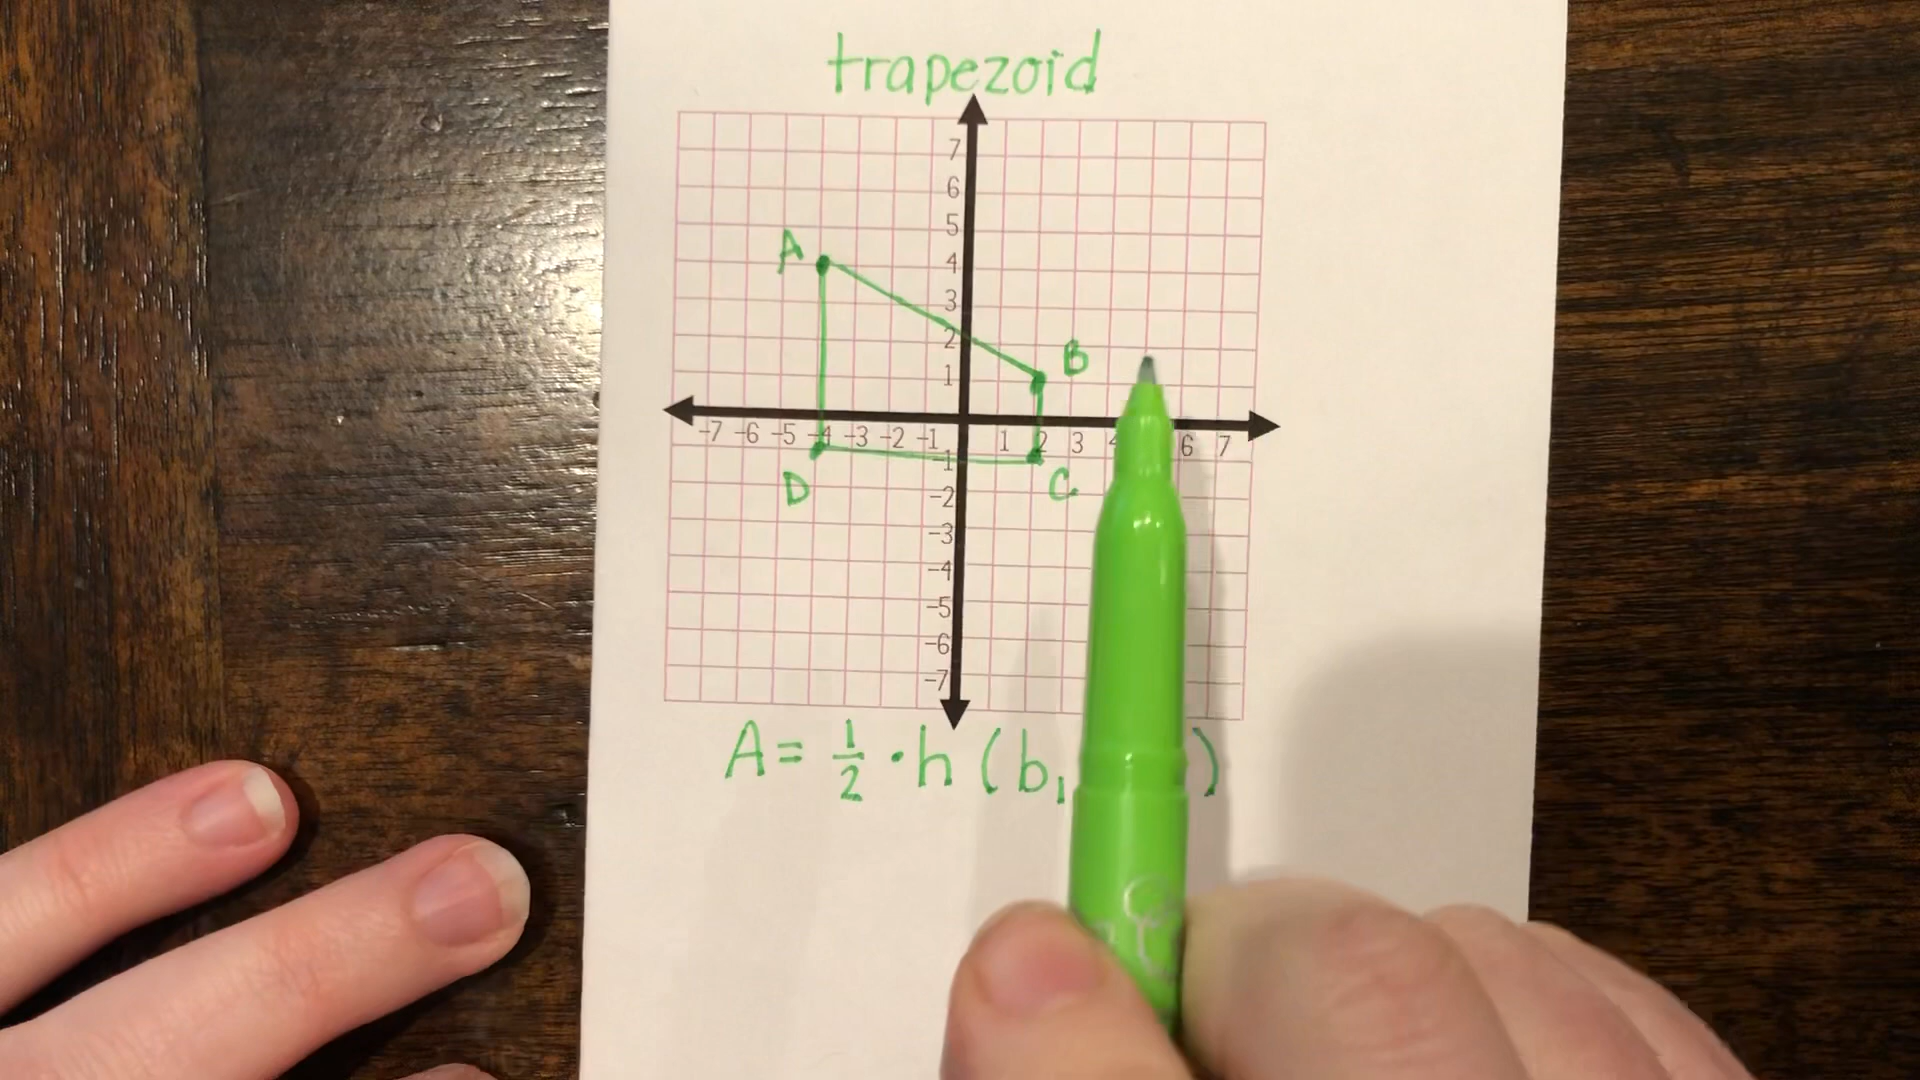 trapezoid
7
6
5
A 4
3
2 B
1
-7 -6 -5 -4 -3 -2 -1 1 2 3 6 7
-1
D -2 C
-3
-4
-5
-6
-7
A = 1/2 · h (b₁ )